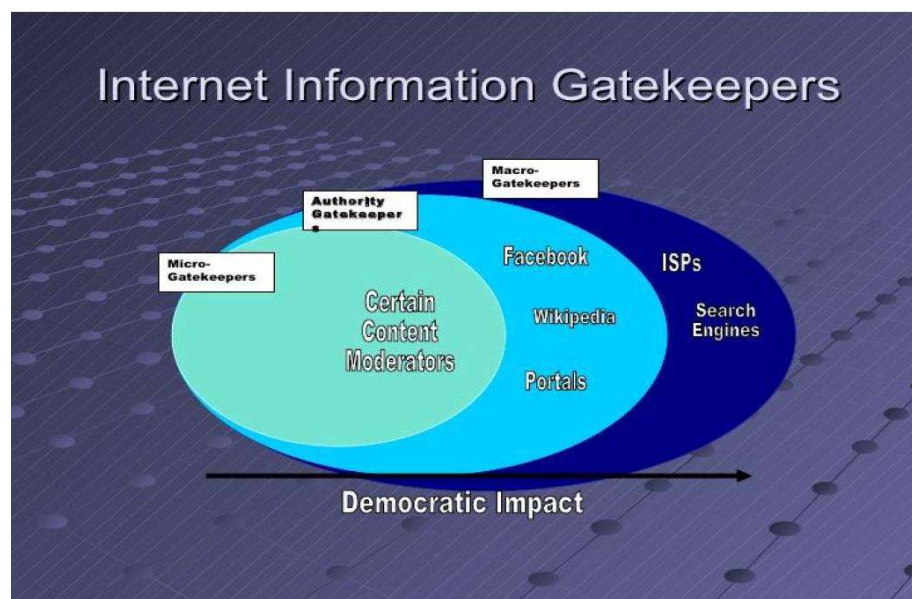 Internet Information Gatekeepers
Macro-
Gatekeepers
Authority
Gatekeeper
s
Micro-
Gatekeepers
Facebook
ISPs
Certain
Content
Moderators
Wikipedia
Search
Engines
Portals
Democratic Impact